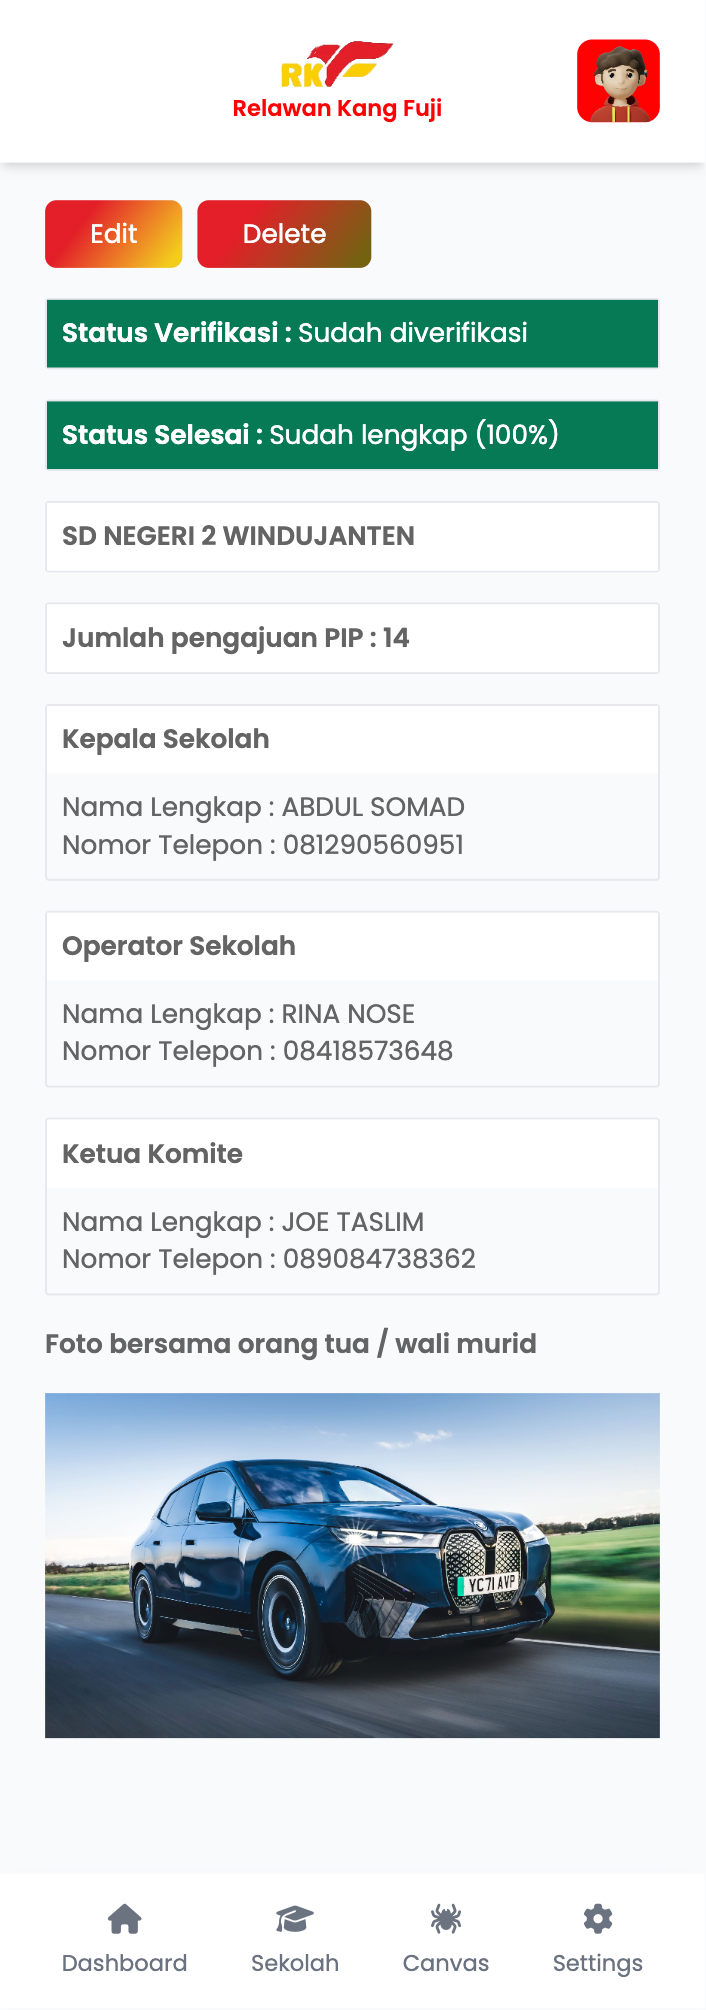 RK
Relawan Kang Fuji
Edit
Delete
Status Verifikasi : Sudah diverifikasi
Status Selesai : Sudah lengkap (100%)
SD NEGERI 2 WINDUJANTEN
Jumlah pengajuan PIP : 14
Kepala Sekolah
Nama Lengkap : ABDUL SOMAD
Nomor Telepon : 081290560951
Operator Sekolah
Nama Lengkap : RINA NOSE
Nomor Telepon : 08418573648
Ketua Komite
Nama Lengkap : JOE TASLIM
Nomor Telepon : 089084738362
Foto bersama orang tua / wali murid
YC71 AVP
Dashboard
Sekolah
Canvas
Settings